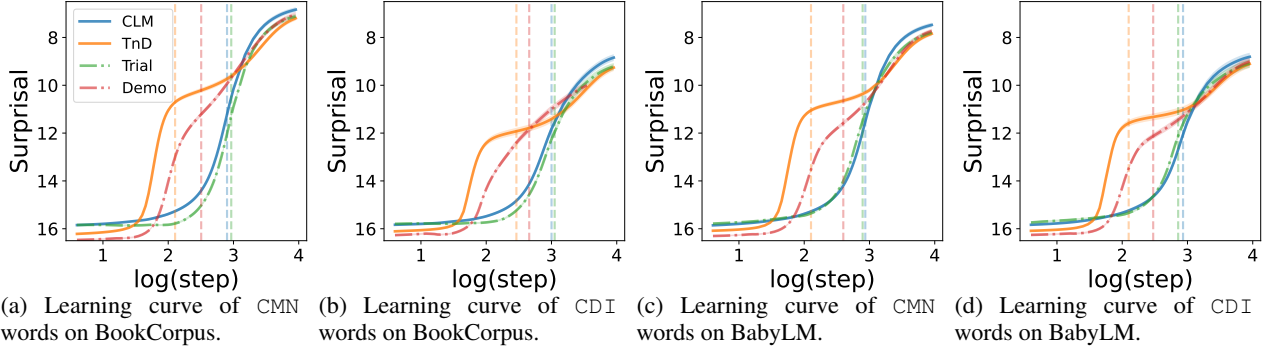 CLM
TnD
Trial
Demo
Surprisal
8
10
12
14
16
1 2 3 4
log(step)
Surprisal
8
10
12
14
16
1 2 3 4
log(step)
Surprisal
8
10
12
14
16
1 2 3 4
log(step)
Surprisal
8
10
12
14
16
1 2 3 4
log(step)
(a) Learning curve of CMN
words on BookCorpus.
(b) Learning curve of CDI
words on BookCorpus.
(c) Learning curve of CMN
words on BabyLM.
(d) Learning curve of CDI
words on BabyLM.